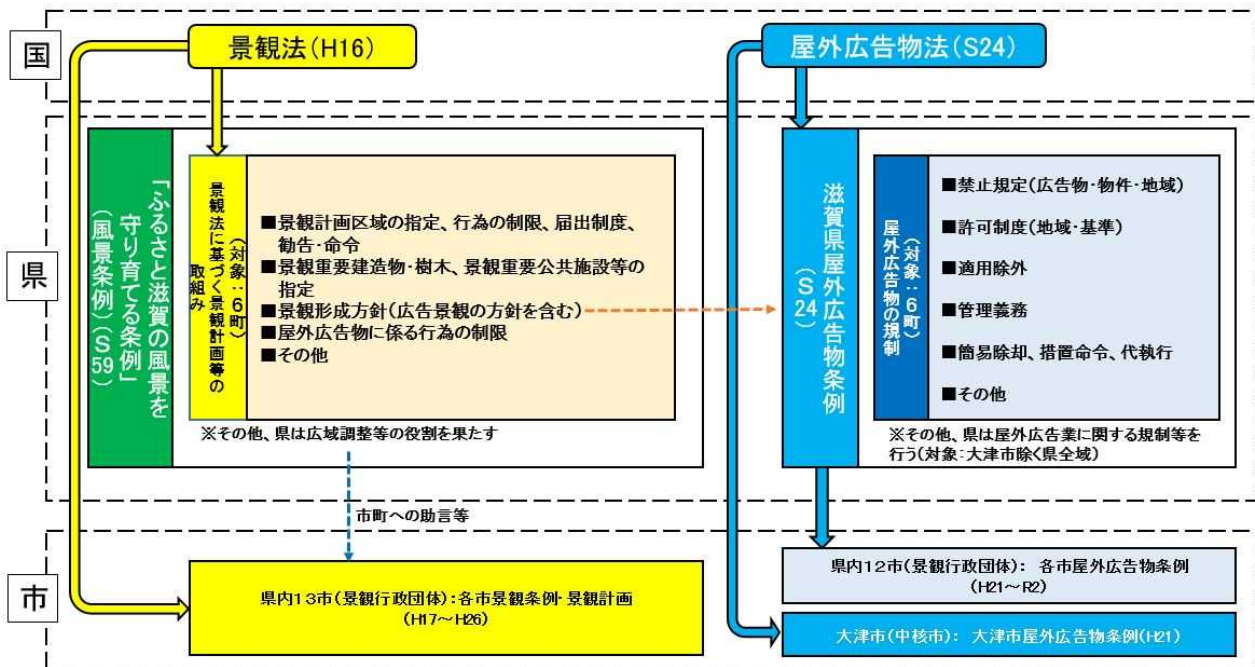 国
景観法(H16)
屋外広告物法(S24)
県
「ふるさと滋賀の風景を
守り育てる条例」
(風景条例)(S59)
景観法に基づく景観計画等の
取組み
(対象:6町)
■景観計画区域の指定、行為の制限、届出制度、
勧告・命令
■景観重要建造物・樹木、景観重要公共施設等の
指定
■景観形成方針(広告景観の方針を含む)
■屋外広告物に係る行為の制限
■その他
※その他、県は広域調整等の役割を果たす
滋賀県屋外広告物条例
(S24)
屋外広告物の規制
(対象:6町)
■禁止規定(広告物・物件・地域)
■許可制度(地域・基準)
■適用除外
■管理義務
■簡易除却、措置命令、代執行
■その他
※その他、県は屋外広告業に関する規制等を
行う(対象:大津市除く県全域)
市町への助言等
市
県内13市(景観行政団体):各市景観条例・景観計画
(H17~H26)
県内12市(景観行政団体): 各市屋外広告物条例
(H21~R2)
大津市(中核市): 大津市屋外広告物条例(H21)